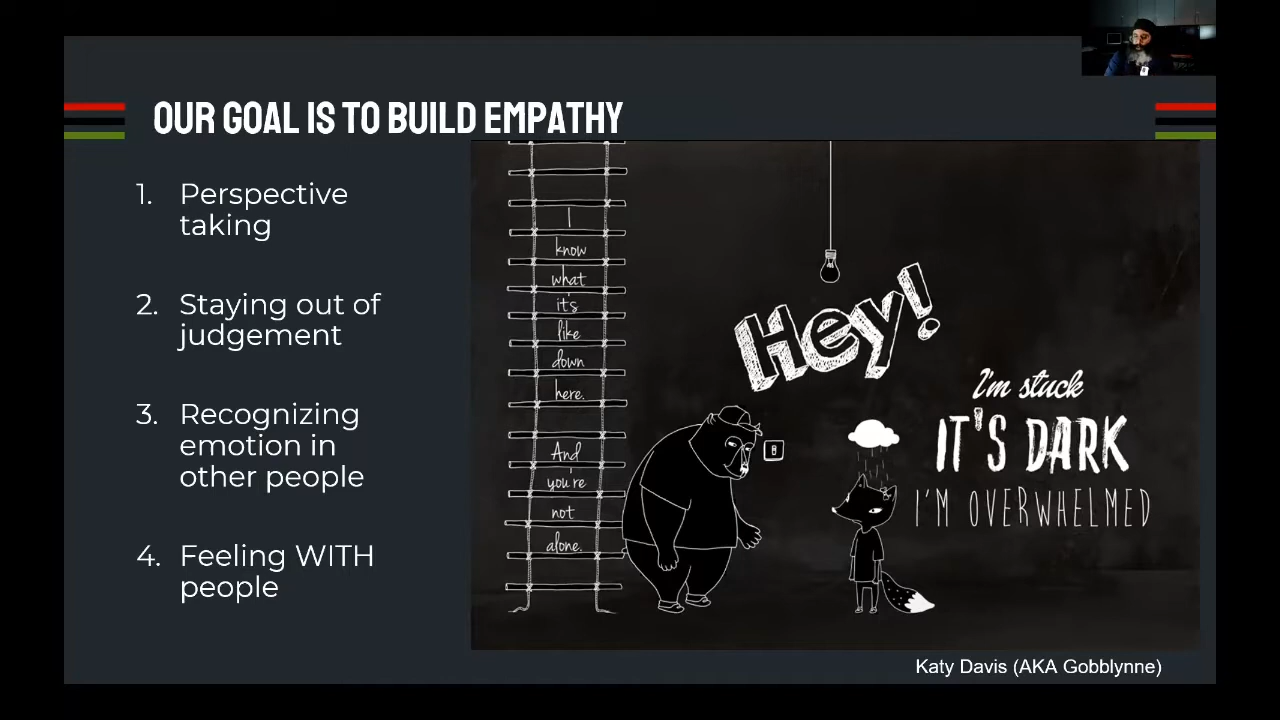 OUR GOAL IS TO BUILD EMPATHY
1. Perspective
taking
2. Staying out of
judgement
3. Recognizing
emotion in
other people
4. Feeling WITH
people
I
know
what
it's
like
down
here.
And
you're
not
alone.
Hey!
I'm stuck
IT'S DARK
I'M OVERWHELMED
Katy Davis (AKA Gobblynne)